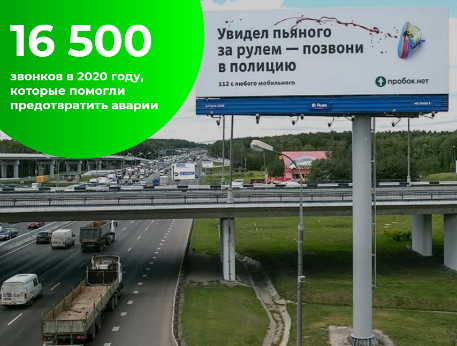 16 500
звонков в 2020 году,
которые помогли
предотвратить аварии
Увидел пьяного
за рулем — позвони
в полицию
112 с любого мобильного
пробок.нет